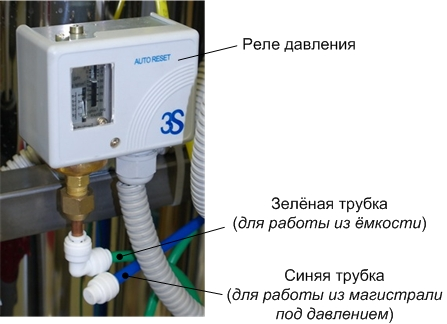 Реле давления
AUTO RESET
3S
Зелёная трубка
(для работы из ёмкости)
Синяя трубка
(для работы из магистрали
под давлением)